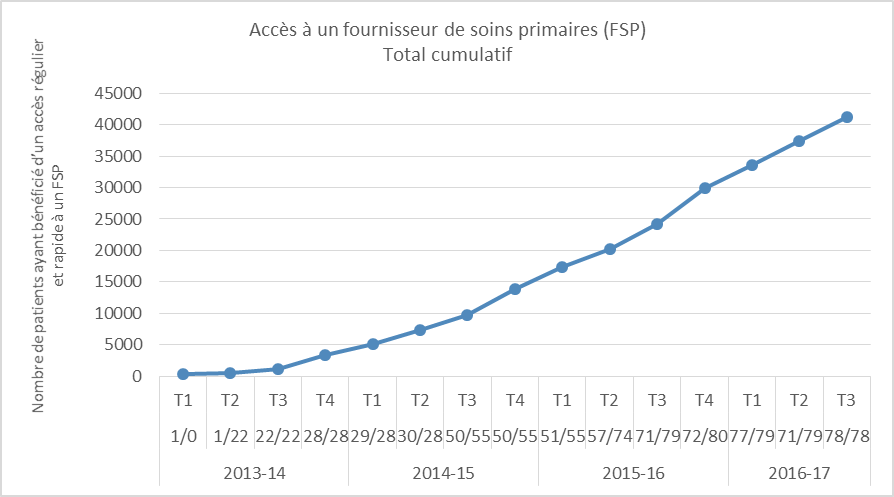 Accès à un fournisseur de soins primaires (FSP)
Total cumulatif
Nombre de patients ayant bénéficié d'un accès régulier
et rapide à un FSP
45000
40000
35000
30000
25000
20000
15000
10000
5000
0
T1 T2 T3 T4 T1 T2 T3 T4 T1 T2 T3 T4 T1 T2 T3
1/0 1/22 22/22 28/28 29/28 30/28 50/55 50/55 51/55 57/74 71/79 72/80 77/79 71/79 78/78
2013-14 2014-15 2015-16 2016-17